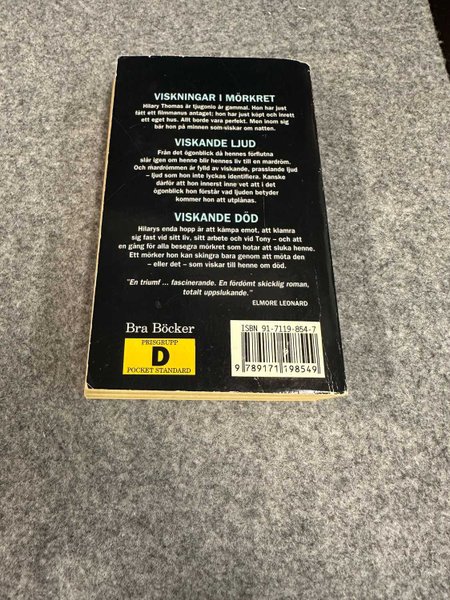 VISKNINGAR I MÖRKRET
Hilary Thomas är tjugonio år gammal. Hon har just
fått ett filmmanus antaget; hon har just köpt och inrett
ett eget hus. Allt borde vara perfekt. Men inom sig
bär hon på minnen som viskar om natten.
VISKANDE LJUD
Från det ögonblick då hennes förflutna
slår igen om henne blir hennes liv till en mardröm.
Och mardrömmen är fylld av viskande, prasslande ljud
– ljud som hon inte lyckas identifiera. Kanske
därför att hon innerst inne vet att i det
ögonblick hon förstår vad ljuden betyder
kommer hon att utplånas.
VISKANDE DÖD
Hilarys enda hopp är att kämpa emot, att klamra
sig fast vid sitt liv, sitt arbete och vid Tony – och att
en gång för alla besegra mörkret som hotar att sluka henne.
Ett mörker hon kan skingra bara genom att möta den
– eller det – som viskar till henne om död.
"En triumf ... fascinerande. En fördömt skicklig roman,
totalt uppslukande."
ELMORE LEONARD
Bra Böcker
PRISGRUPP
D
POCKET STANDARD
ISBN 91-7119-854-7
9 789171 198549